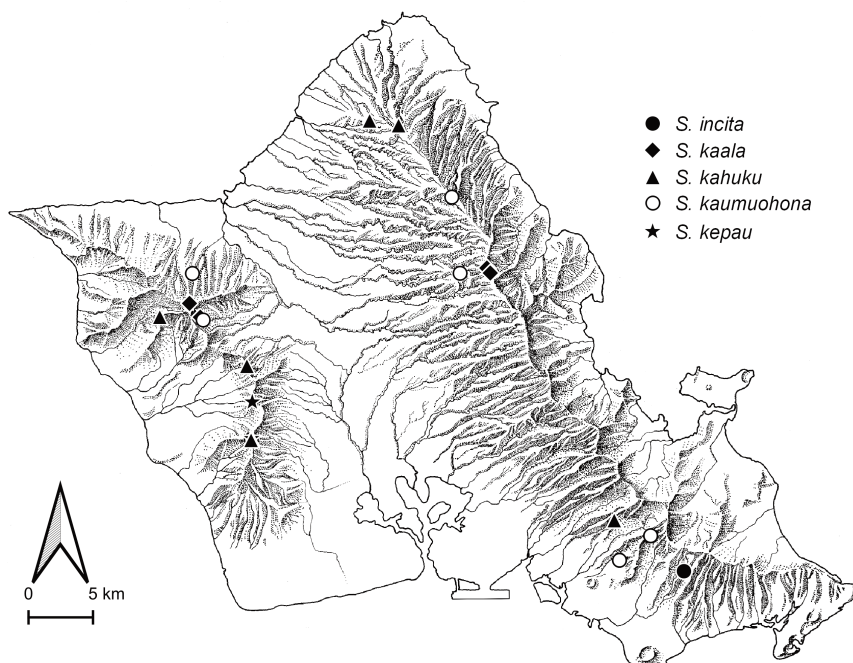 S. incita
S. kaala
S. kahuku
S. kaumuohona
S. kepau
0 5 km